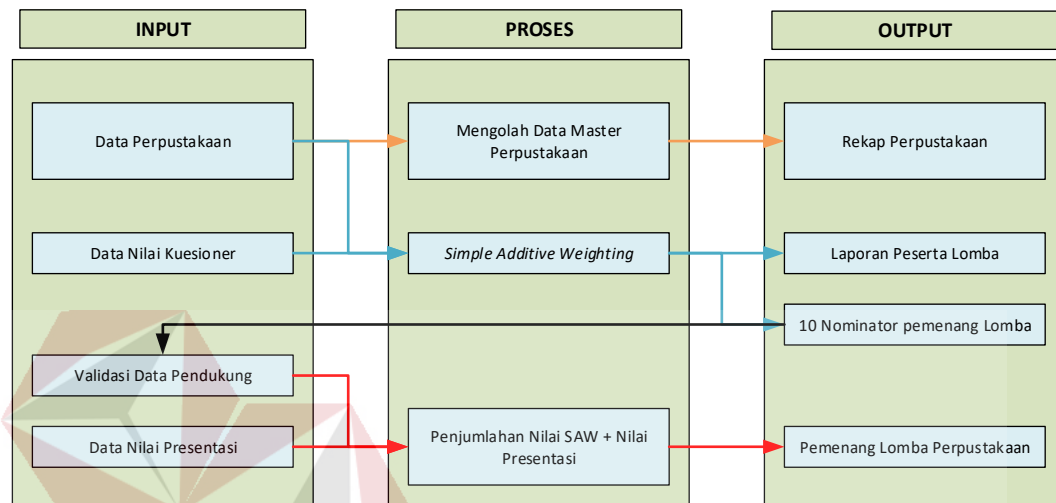 INPUT
PROSES
OUTPUT
Data Perpustakaan
Mengolah Data Master
Perpustakaan
Rekap Perpustakaan
Data Nilai Kuesioner
Simple Additive Weighting
Laporan Peserta Lomba
10 Nominator pemenang Lomba
Validasi Data Pendukung
Data Nilai Presentasi
Penjumlahan Nilai SAW + Nilai
Presentasi
Pemenang Lomba Perpustakaan